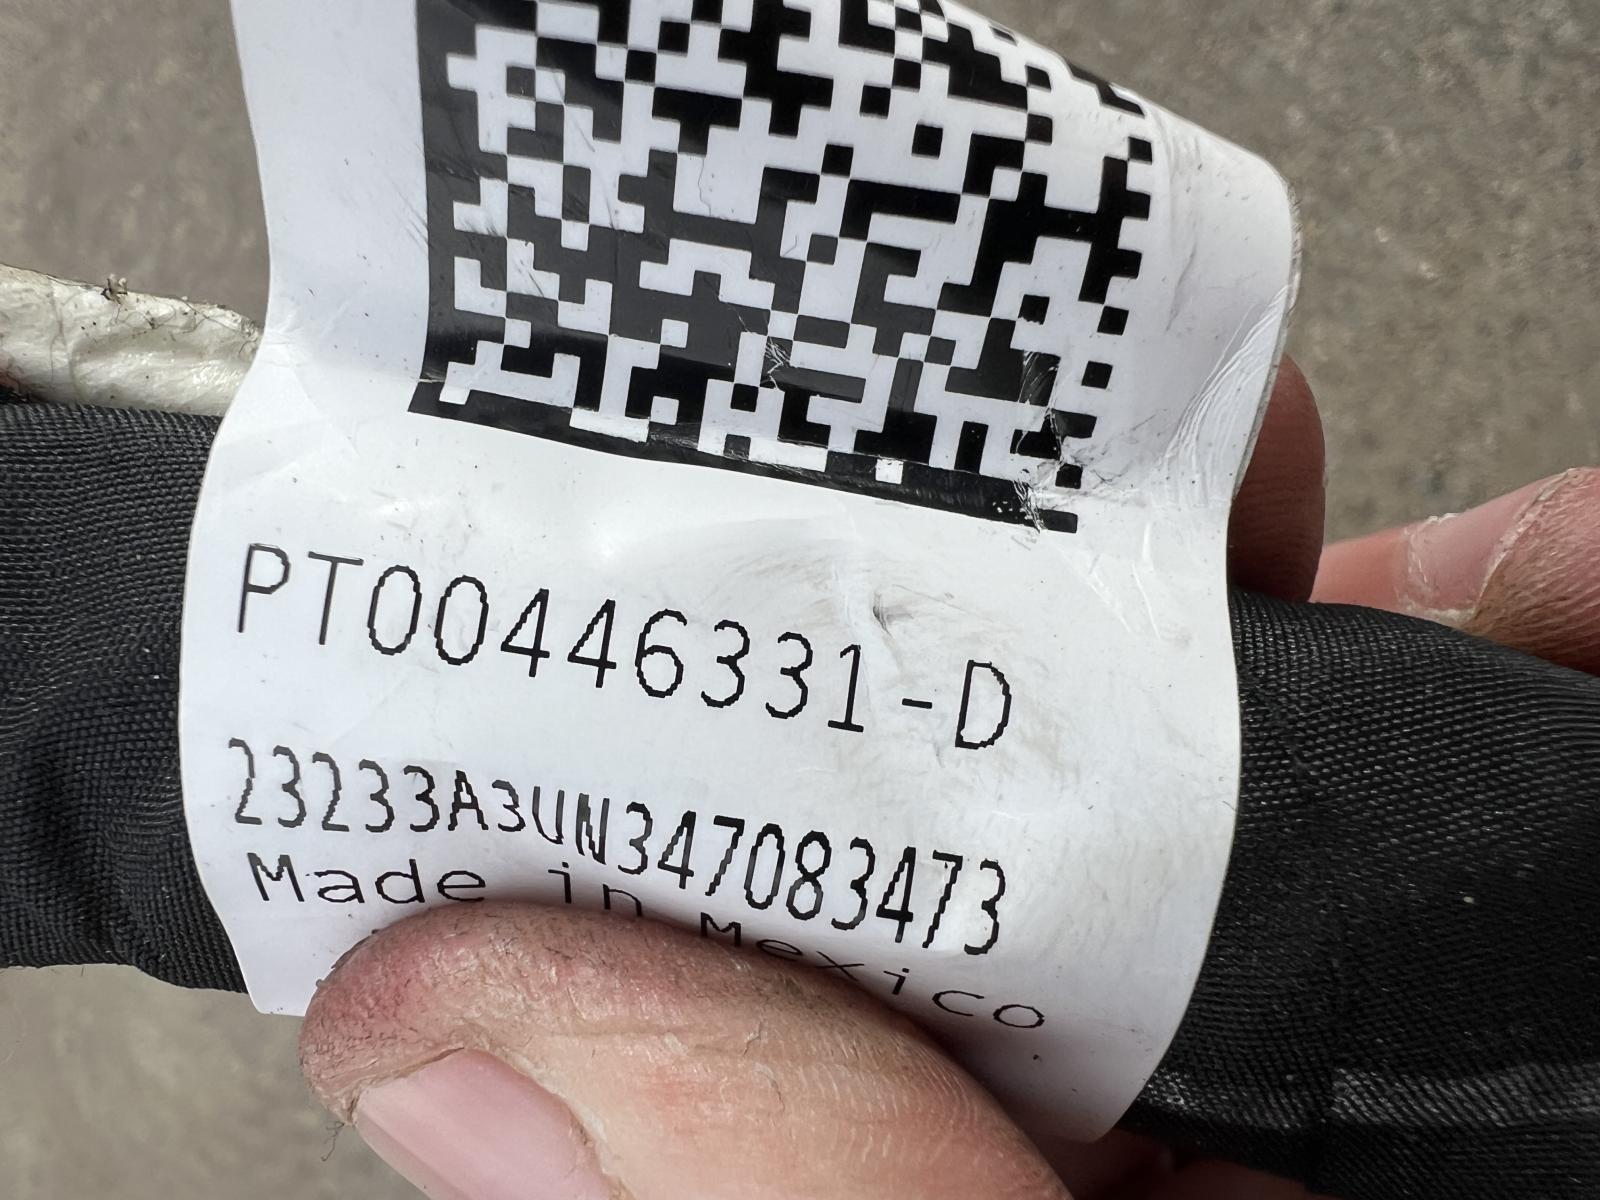 PT00446331-D
23233A3UN347083473
Made in Mexico